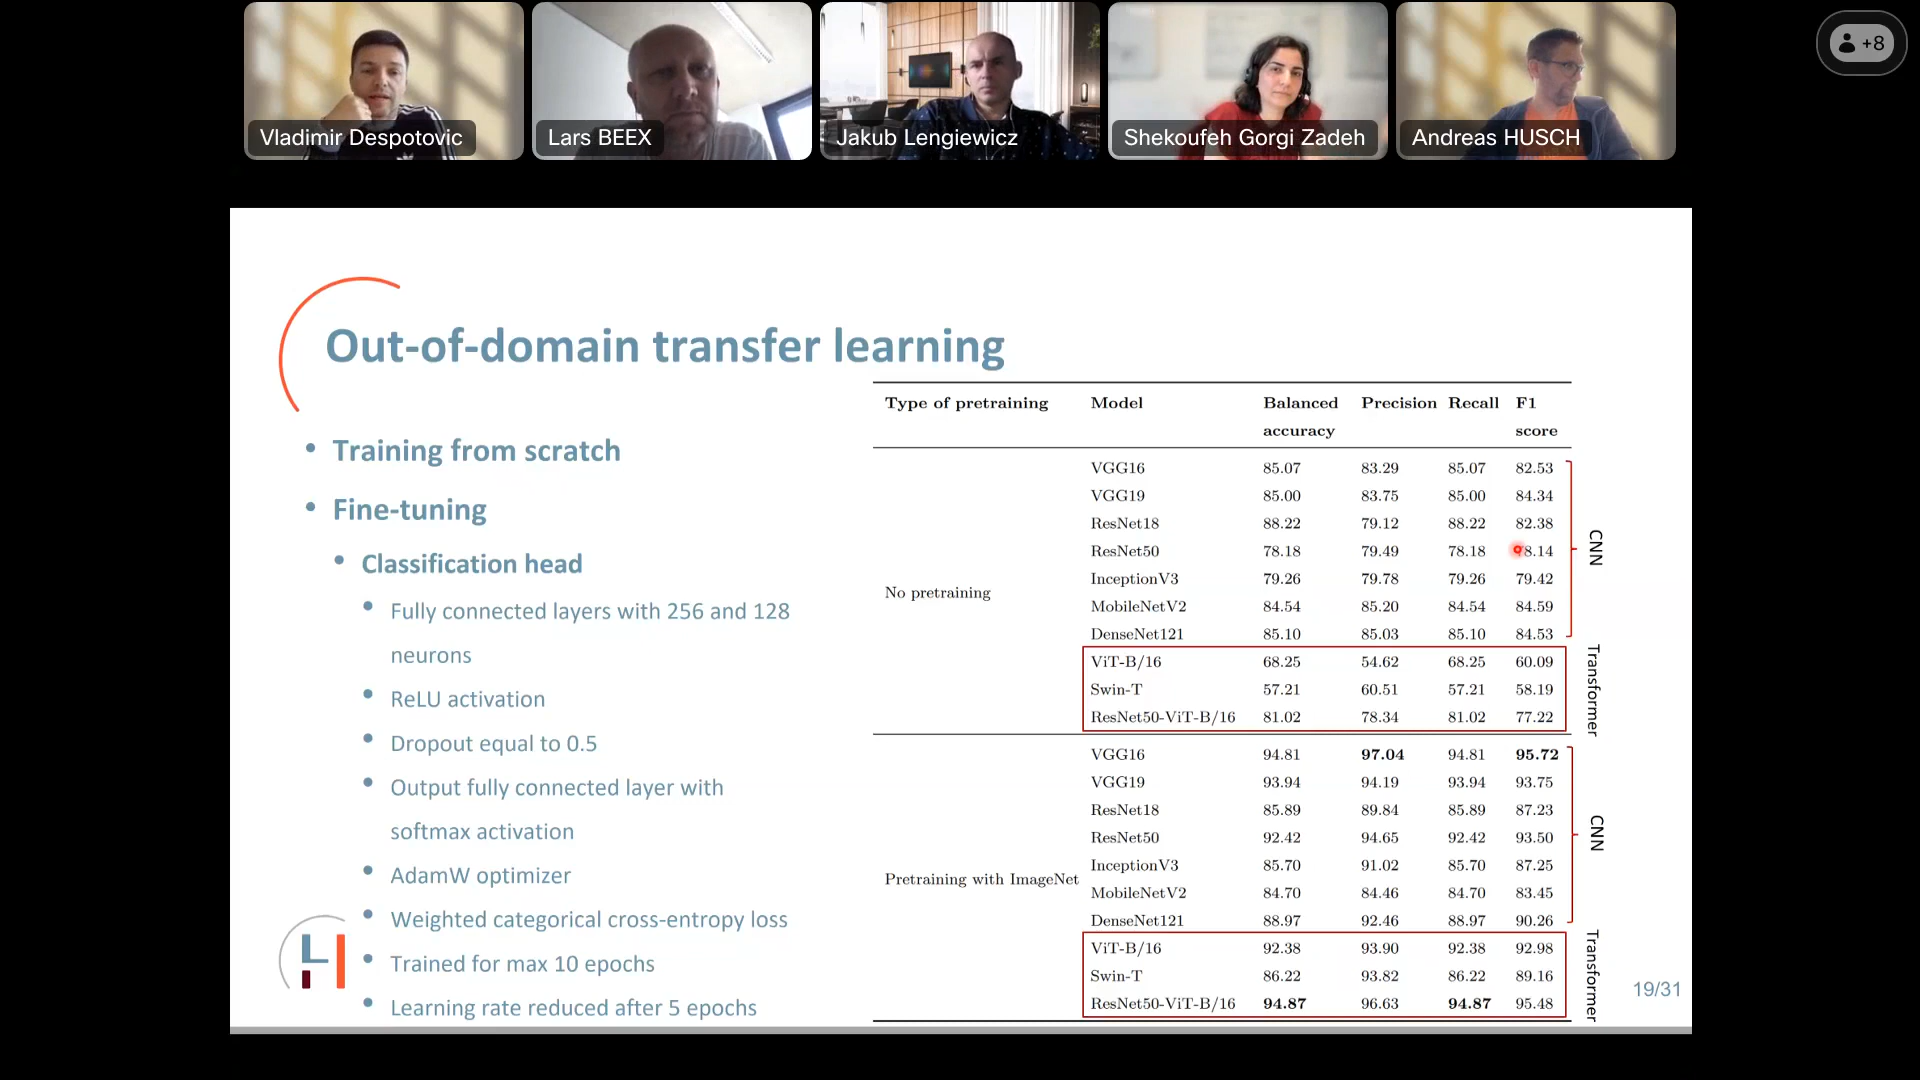 Vladimir Despotovic
Lars BEEX
Jakub Lengiewicz
Shekoufeh Gorgi Zadeh
Andreas HUSCH
+8
Out-of-domain transfer learning
• Training from scratch
• Fine-tuning
• Classification head
• Fully connected layers with 256 and 128
neurons
• ReLU activation
• Dropout equal to 0.5
• Output fully connected layer with
softmax activation
• AdamW optimizer
• Weighted categorical cross-entropy loss
• Trained for max 10 epochs
• Learning rate reduced after 5 epochs
Type of pretraining Model Balanced Precision Recall F1
accuracy score
VGG16 85.07 83.29 85.07 82.53
VGG19 85.00 83.75 85.00 84.34
ResNet18 88.22 79.12 88.22 82.38
ResNet50 78.18 79.49 78.18 78.14
InceptionV3 79.26 79.78 79.26 79.42
No pretraining
MobileNetV2 84.54 85.20 84.54 84.59
DenseNet121 85.10 85.03 85.10 84.53
CNN
ViT-B/16 68.25 54.62 68.25 60.09
Swin-T 57.21 60.51 57.21 58.19
ResNet50-ViT-B/16 81.02 78.34 81.02 77.22
Transformer
VGG16 94.81 97.04 94.81 95.72
VGG19 93.94 94.19 93.94 93.75
ResNet18 85.89 89.84 85.89 87.23
ResNet50 92.42 94.65 92.42 93.50
InceptionV3 85.70 91.02 85.70 87.25
Pretraining with ImageNet
MobileNetV2 84.70 84.46 84.70 83.45
DenseNet121 88.97 92.46 88.97 90.26
CNN
ViT-B/16 92.38 93.90 92.38 92.98
Swin-T 86.22 93.82 86.22 89.16
ResNet50-ViT-B/16 94.87 96.63 94.87 95.48
Transformer
19/31